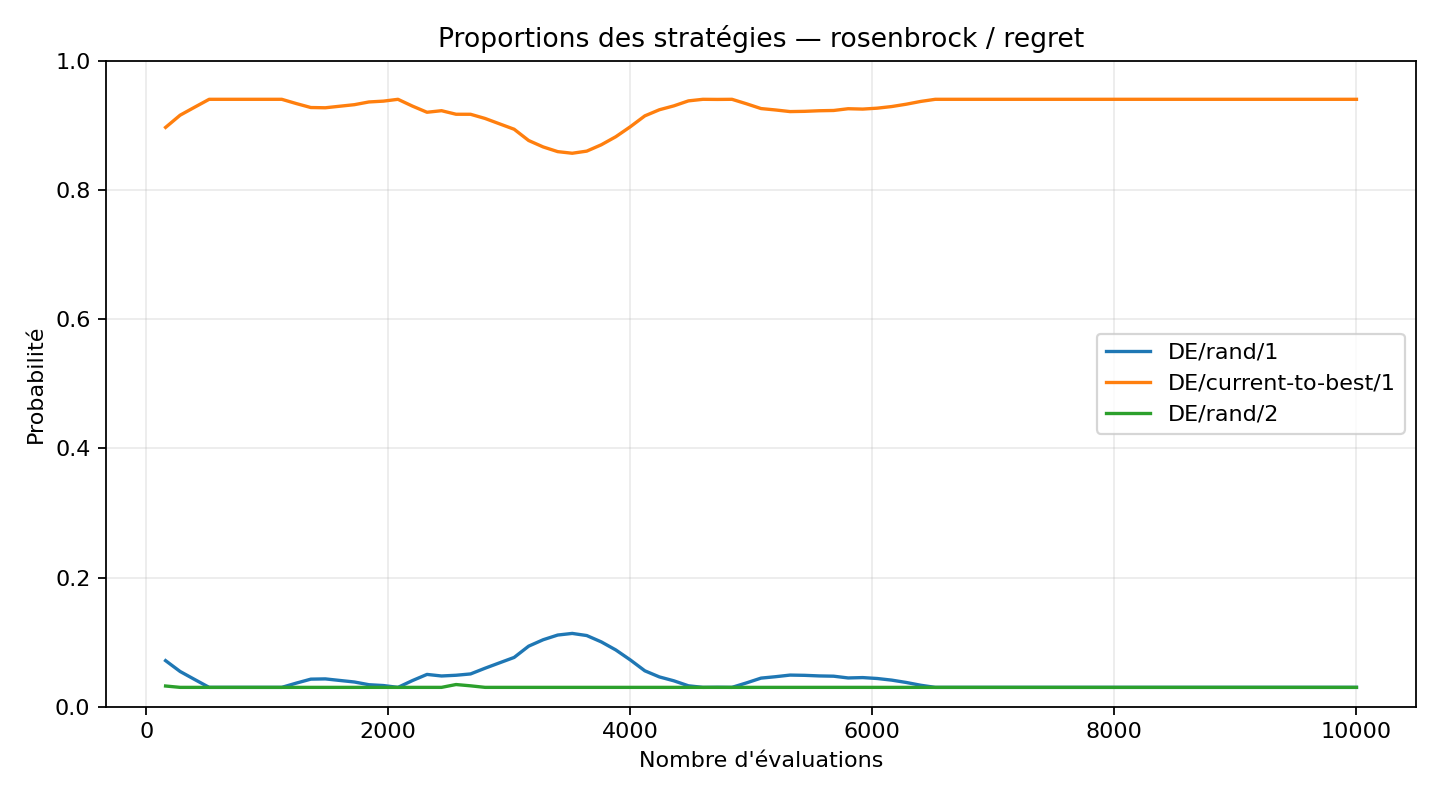 Proportions des stratégies — rosenbrock / regret
1.0
0.8
0.6
0.4
0.2
0.0
Probabilité
DE/rand/1
DE/current-to-best/1
DE/rand/2
0 2000 4000 6000 8000 10000
Nombre d'évaluations